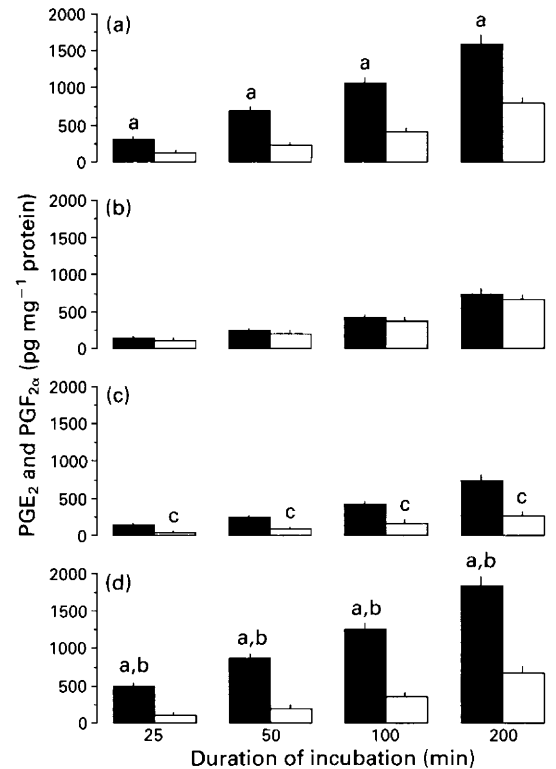 PGE2 and PGF2α (pg mg−1 protein)
(a)
2000
1500
1000
500
0
a
a
a
a
(b)
2000
1500
1000
500
0
(c)
2000
1500
1000
500
0
c
c
c
c
(d)
2000
1500
1000
500
0
a,b
a,b
a,b
a,b
25 50 100 200
Duration of incubation (min)